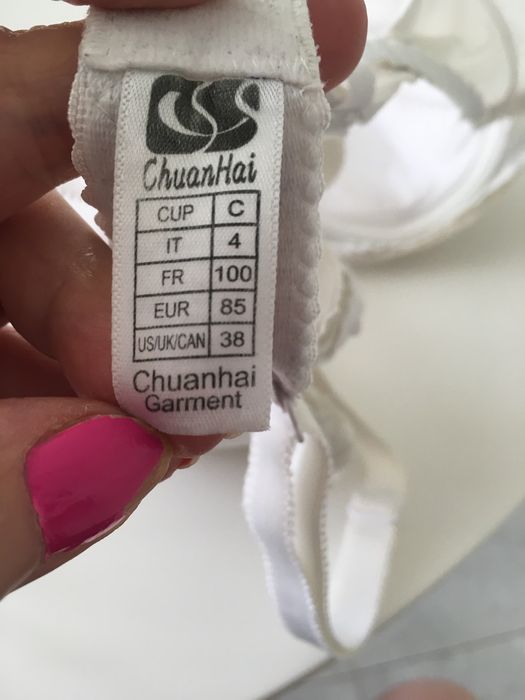 ChuanHai
CUP C
IT 4
FR 100
EUR 85
US/UK/CAN 38
Chuanhai
Garment